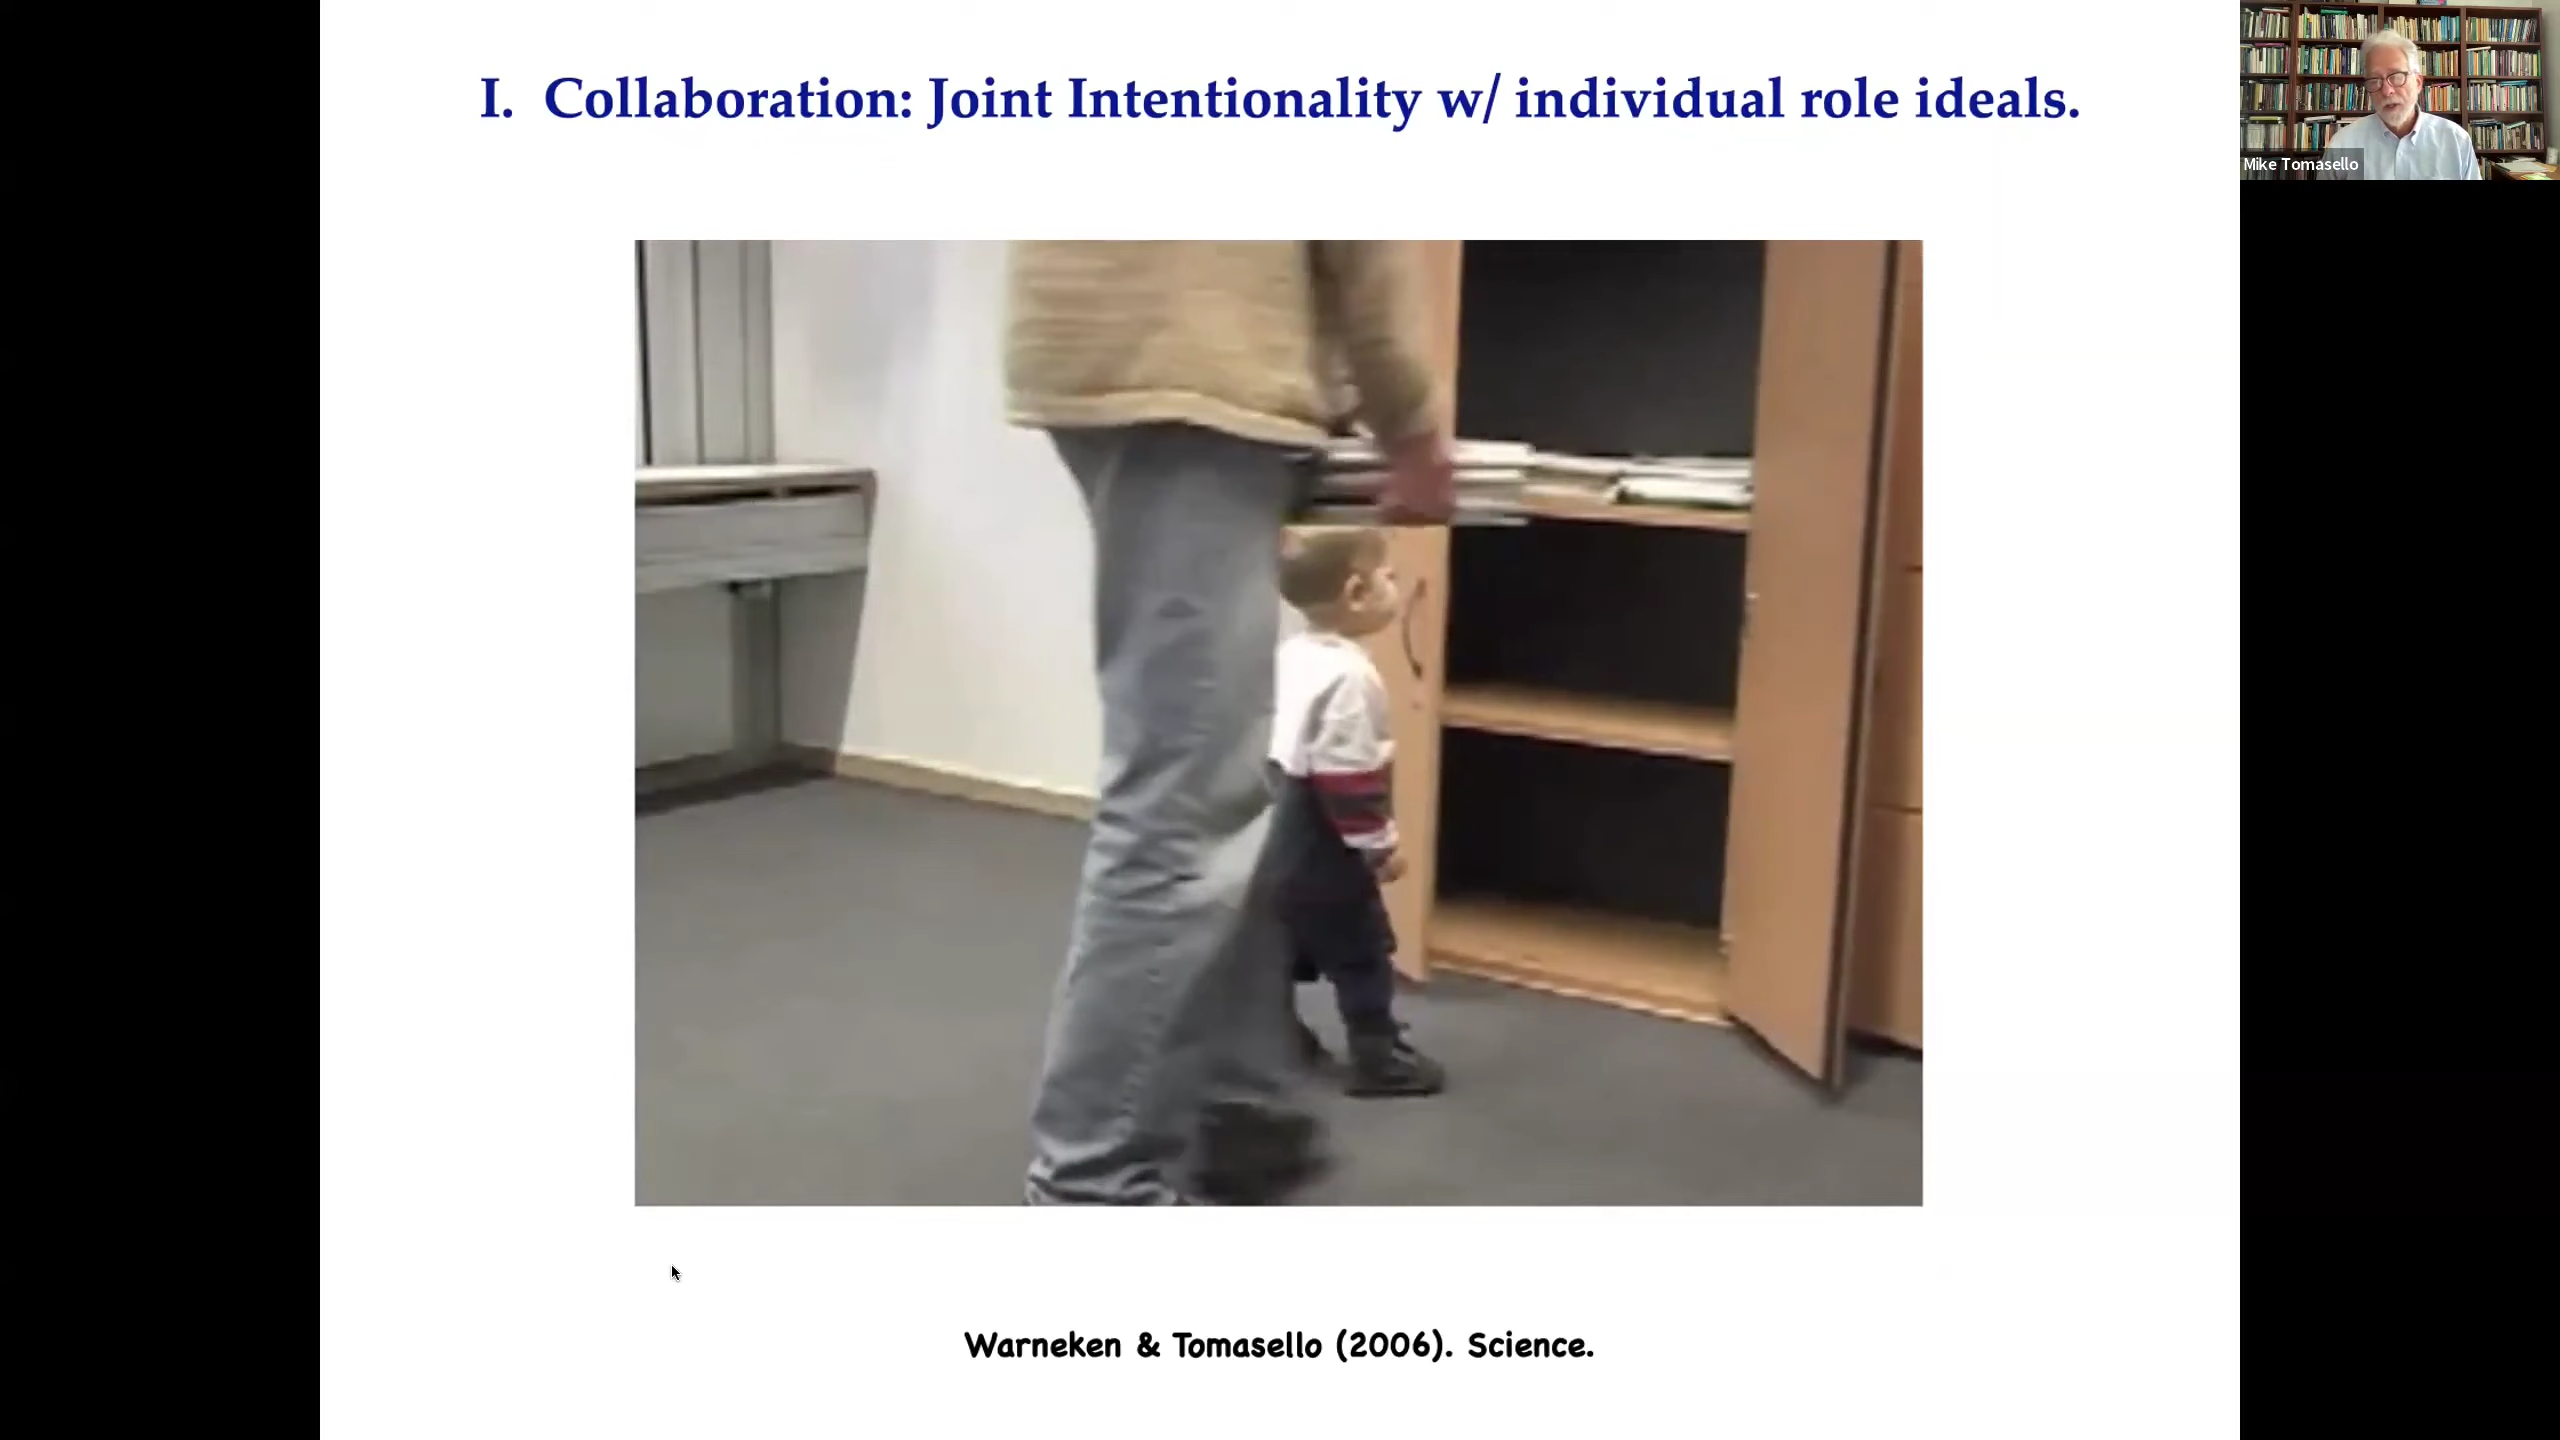 I. Collaboration: Joint Intentionality w/ individual role ideals.
Mike Tomasello
Warneken & Tomasello (2006). Science.